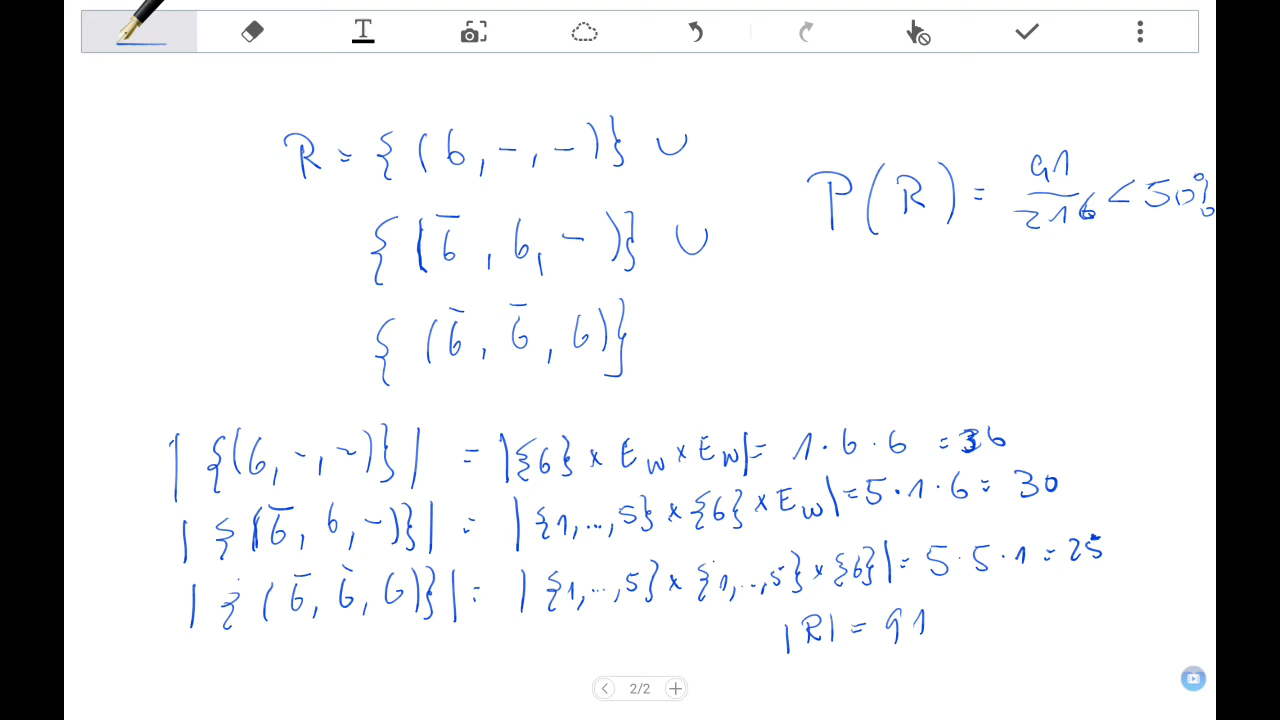 R = {(6, -, -)} ∪
{(6̄, 6, -)} ∪
{(6̄, 6̄, 6)}
P(R) = 91/216 < 50%
|{(6, -, -)}| = |{6} × E_W × E_W| = 1 · 6 · 6 = 36
|{(6̄, 6, -)}| = |{1, ..., 5} × {6} × E_W| = 5 · 1 · 6 = 30
|{(6̄, 6̄, 6)}| = |{1, ..., 5} × {1, ..., 5} × {6}| = 5 · 5 · 1 = 25
|R| = 91
T
2/2